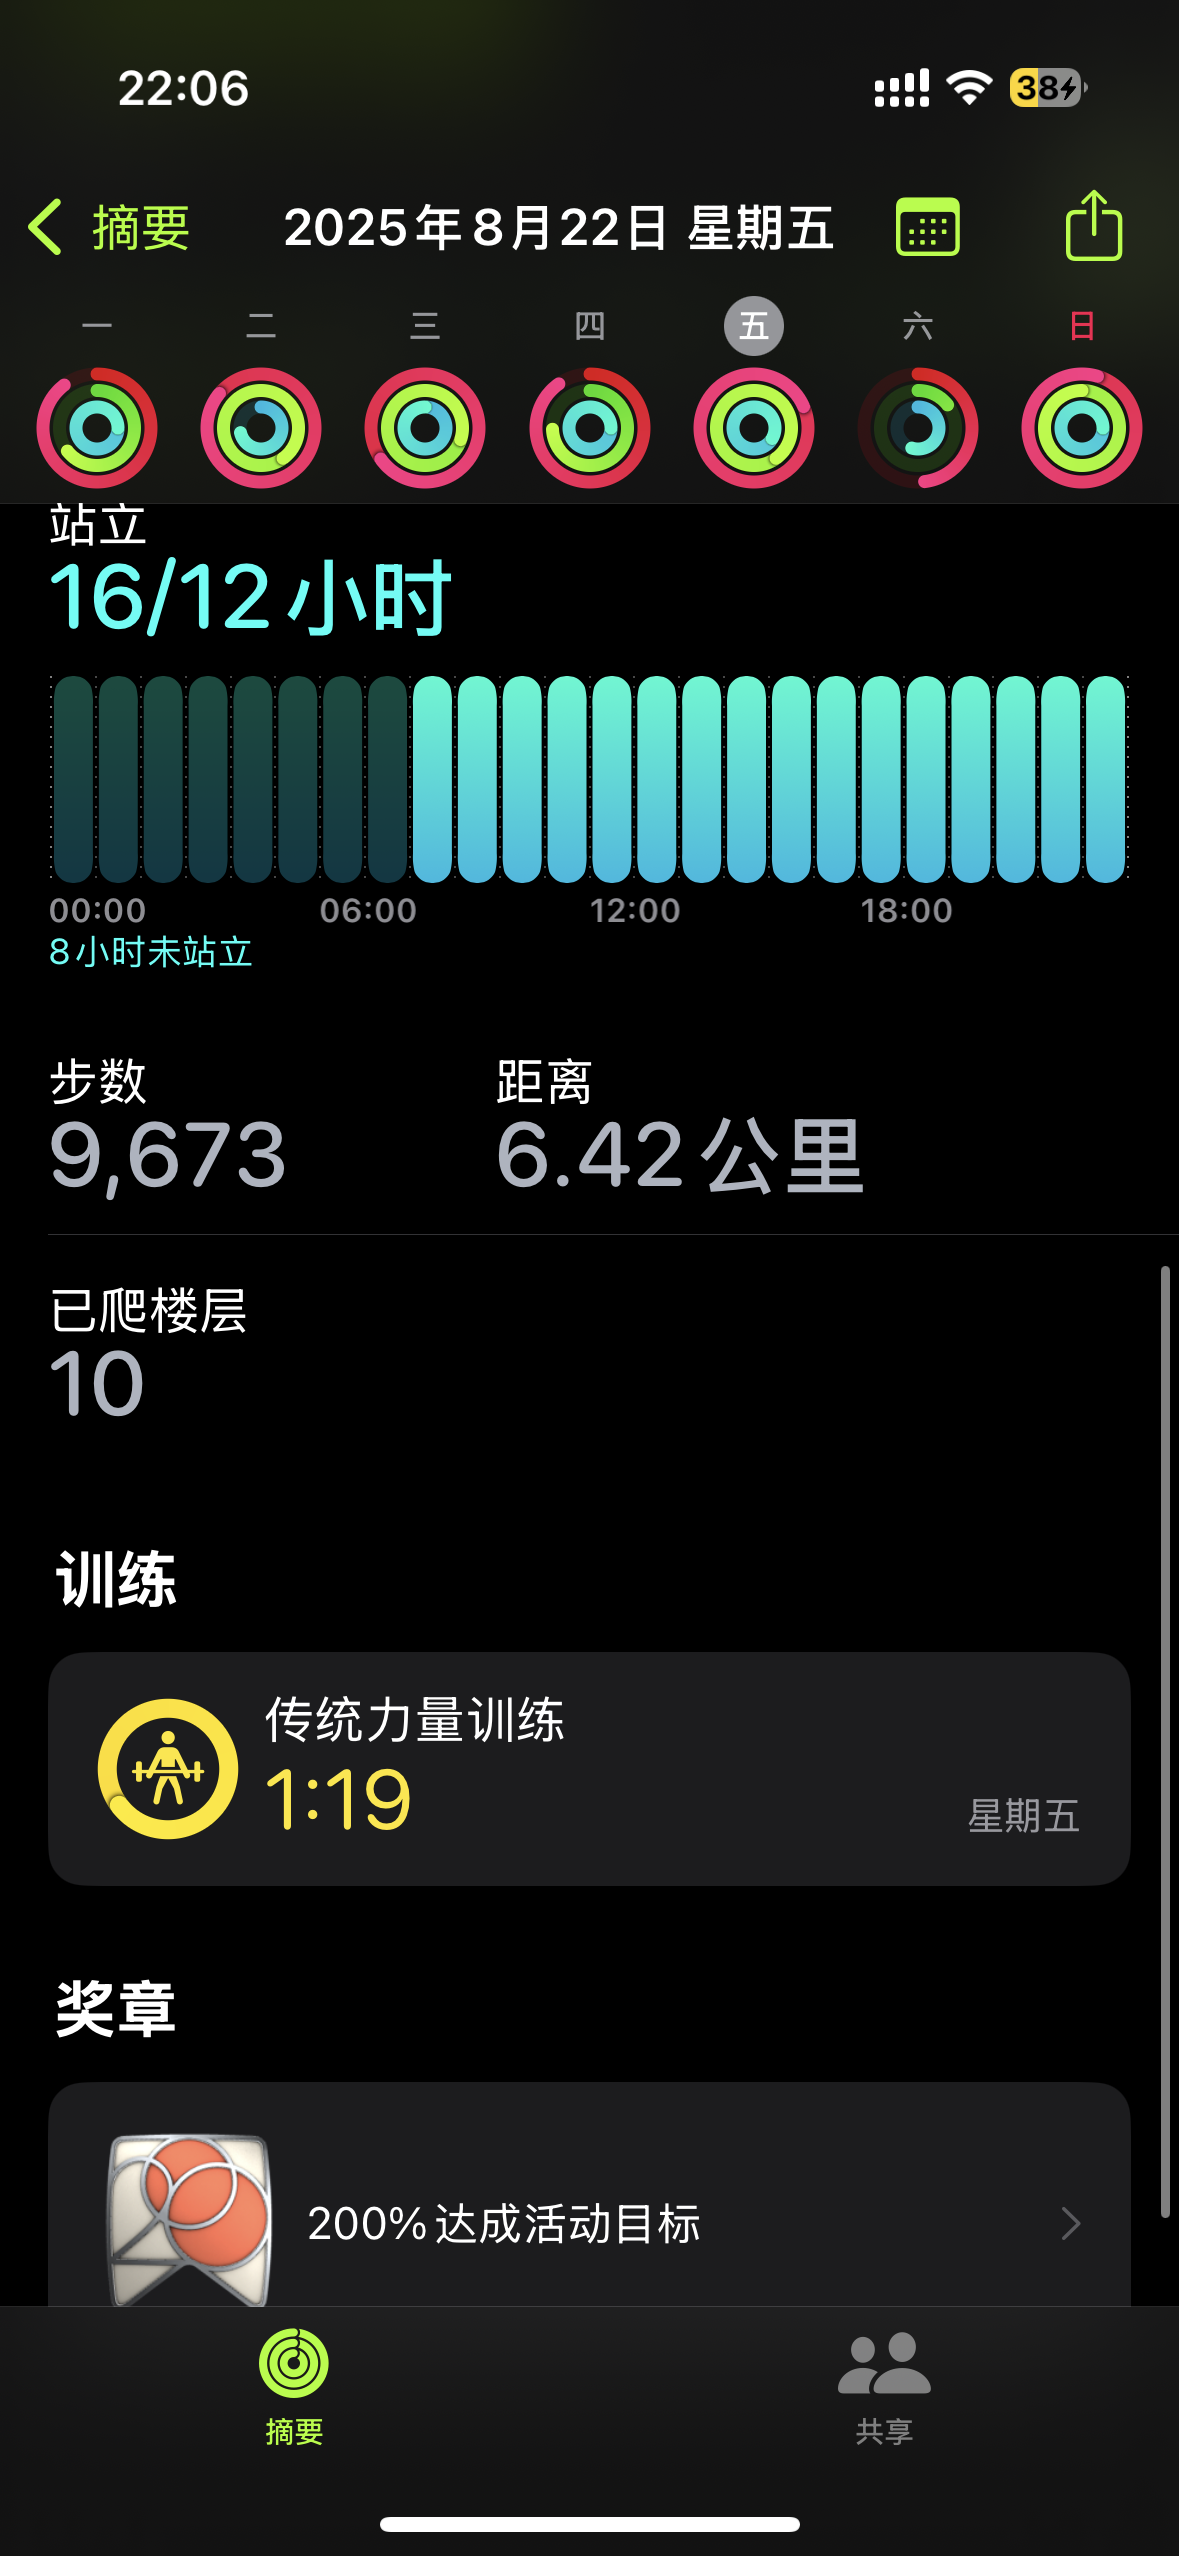 22:06
38
摘要
2025年8月22日 星期五
一 二 三 四 五 六 日
站立
16/12小时
00:00 06:00 12:00 18:00
8小时未站立
步数 距离
9,673 6.42公里
已爬楼层
10
训练
传统力量训练
1:19
星期五
奖章
200%达成活动目标
摘要 共享